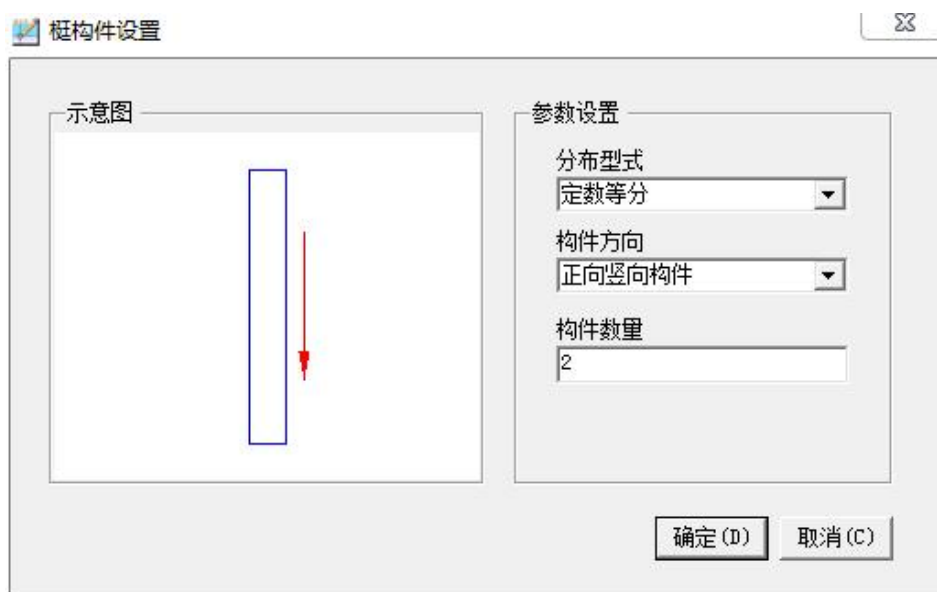 梃构件设置
示意图
参数设置
分布型式
定数等分
构件方向
正向竖向构件
构件数量
2
确定(D)
取消(C)